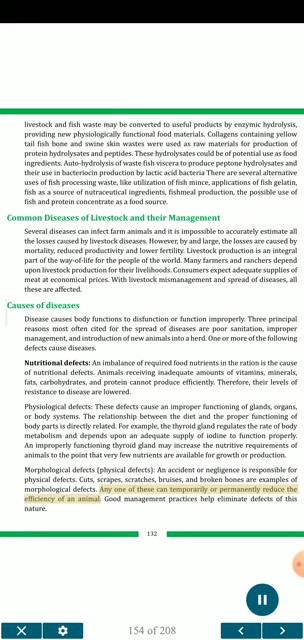 livestock and fish waste may be converted to useful products by enzymic hydrolysis,
providing new physiologically functional food materials. Collagens containing yellow
tail fish bone and swine skin wastes were used as raw materials for production of
protein hydrolysates and peptides. These hydrolysates could be of potential use as food
ingredients. Auto-hydrolysis of waste fish viscera to produce peptone hydrolysates and
their use in bacteriocin production by lactic acid bacteria There are several alternative
uses of fish processing waste, like utilization of fish mince, applications of fish gelatin,
fish as a source of nutraceutical ingredients, fishmeal production, the possible use of
fish and protein concentrate as a food source.
Common Diseases of Livestock and their Management
Several diseases can infect farm animals and it is impossible to accurately estimate all
the losses caused by livestock diseases. However, by and large, the losses are caused by
mortality, reduced productivity and lower fertility. Livestock production is an integral
part of the way-of-life for the people of the world. Many farmers and ranchers depend
upon livestock production for their livelihoods. Consumers expect adequate supplies of
meat at economical prices. With livestock mismanagement and spread of diseases, all
these are affected.
Causes of diseases
Disease causes body functions to disfunction or function improperly. Three principal
reasons most often cited for the spread of diseases are poor sanitation, improper
management, and introduction of new animals into a herd. One or more of the following
defects cause diseases.
Nutritional defects: An imbalance of required food nutrients in the ration is the cause
of nutritional defects. Animals receiving inadequate amounts of vitamins, minerals,
fats, carbohydrates, and protein cannot produce efficiently. Therefore, their levels of
resistance to disease are lowered.
Physiological defects: These defects cause an improper functioning of glands, organs,
or body systems. The relationship between the diet and the proper functioning of
body parts is directly related. For example, the thyroid gland regulates the rate of body
metabolism and depends upon an adequate supply of iodine to function properly.
An improperly functioning thyroid gland may increase the nutritive requirements of
animals to the point that very few nutrients are available for growth or production.
Morphological defects (physical defects): An accident or negligence is responsible for
physical defects. Cuts, scrapes, scratches, bruises, and broken bones are examples
of morphological defects. Any one of these can temporarily or permanently reduce the
efficiency of an animal. Good management practices help eliminate defects of this
nature.
132
154 of 208